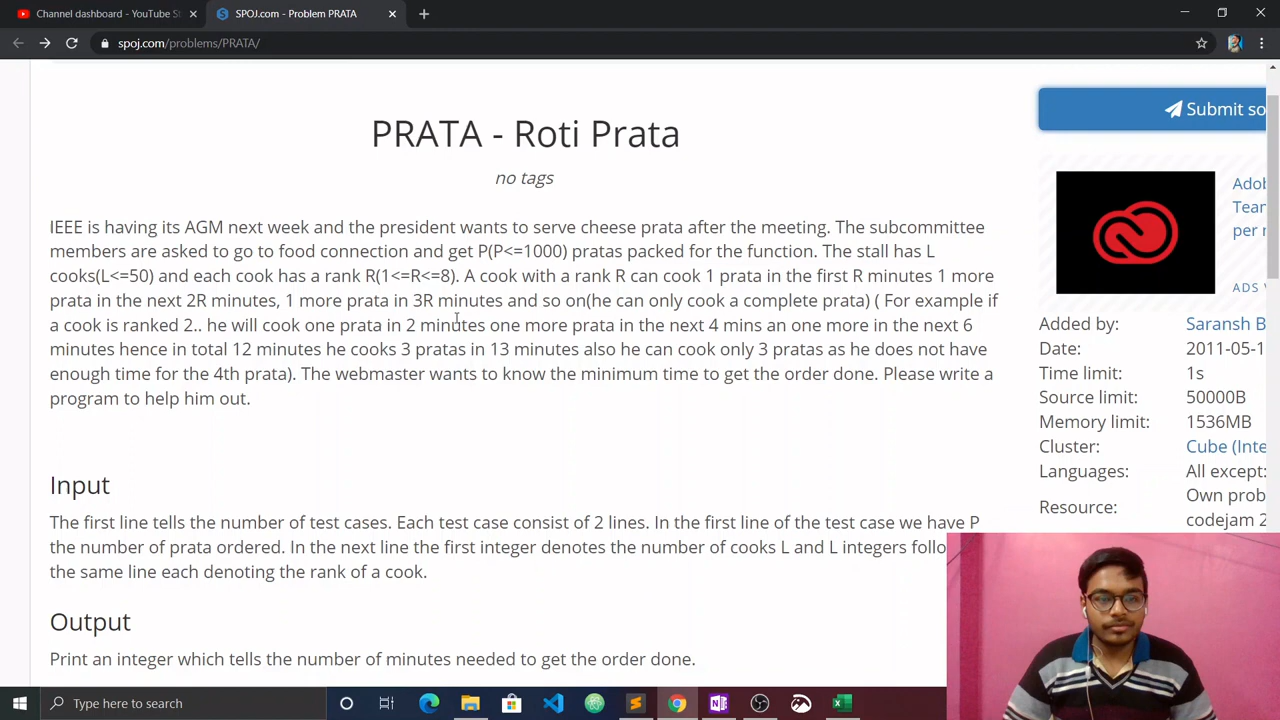 Channel dashboard - YouTube St
SPOJ.com - Problem PRATA
spoj.com/problems/PRATA/
PRATA - Roti Prata
no tags
IEEE is having its AGM next week and the president wants to serve cheese prata after the meeting. The subcommittee
members are asked to go to food connection and get P(P<=1000) pratas packed for the function. The stall has L
cooks(L<=50) and each cook has a rank R(1<=R<=8). A cook with a rank R can cook 1 prata in the first R minutes 1 more
prata in the next 2R minutes, 1 more prata in 3R minutes and so on(he can only cook a complete prata) ( For example if
a cook is ranked 2.. he will cook one prata in 2 minutes one more prata in the next 4 mins an one more in the next 6
minutes hence in total 12 minutes he cooks 3 pratas in 13 minutes also he can cook only 3 pratas as he does not have
enough time for the 4th prata). The webmaster wants to know the minimum time to get the order done. Please write a
program to help him out.
Input
The first line tells the number of test cases. Each test case consist of 2 lines. In the first line of the test case we have P
the number of prata ordered. In the next line the first integer denotes the number of cooks L and L integers follo
the same line each denoting the rank of a cook.
Output
Print an integer which tells the number of minutes needed to get the order done.
Submit so
Adob
Tean
per r
ADS V
Added by: Saransh B
Date: 2011-05-1
Time limit: 1s
Source limit: 50000B
Memory limit: 1536MB
Cluster: Cube (Inte
Languages: All except:
Resource: Own prob
codejam 2
Type here to search